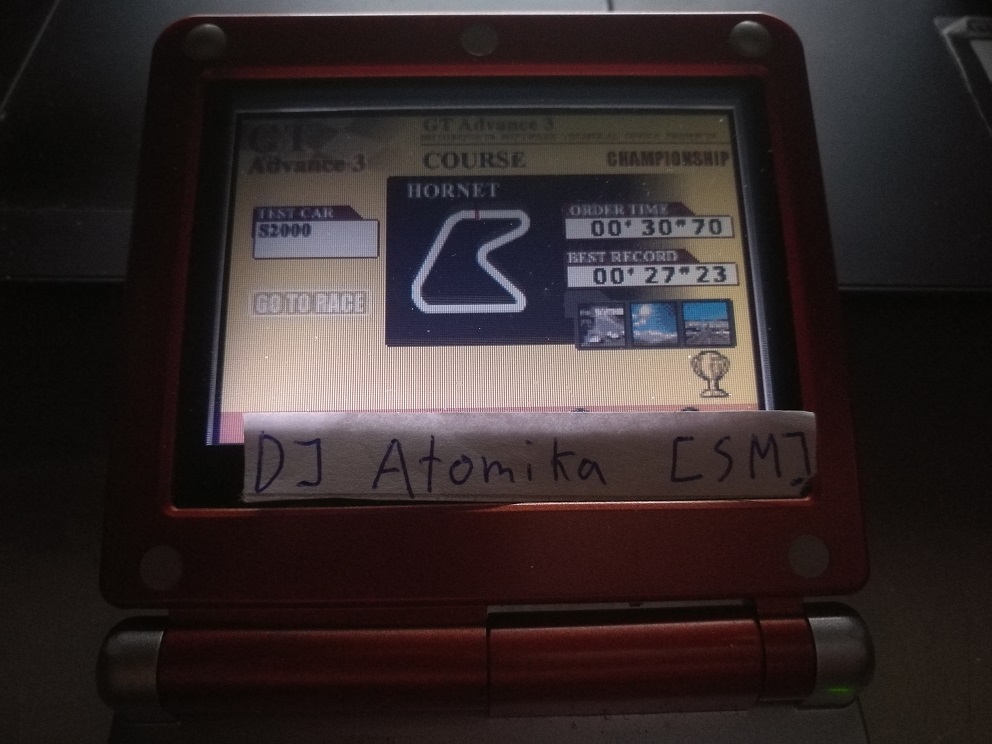 GT
Advance 3
GT Advance 3
COURSE
CHAMPIONSHIP
HORNET
TEST CAR
S2000
ORDER TIME
00' 30" 70
BEST RECORD
00' 27" 23
GO TO RACE
DJ Atomika [SM]